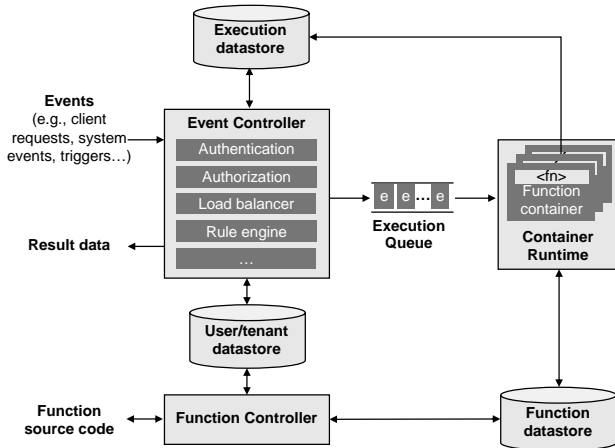 Execution
datastore
Events
(e.g., client
requests, system
events, triggers…)
Event Controller
Authentication
Authorization
Load balancer
Rule engine
…
Result data
e e … e
Execution
Queue
<fn>
Function
container
Container
Runtime
User/tenant
datastore
Function
source code
Function Controller
Function
datastore